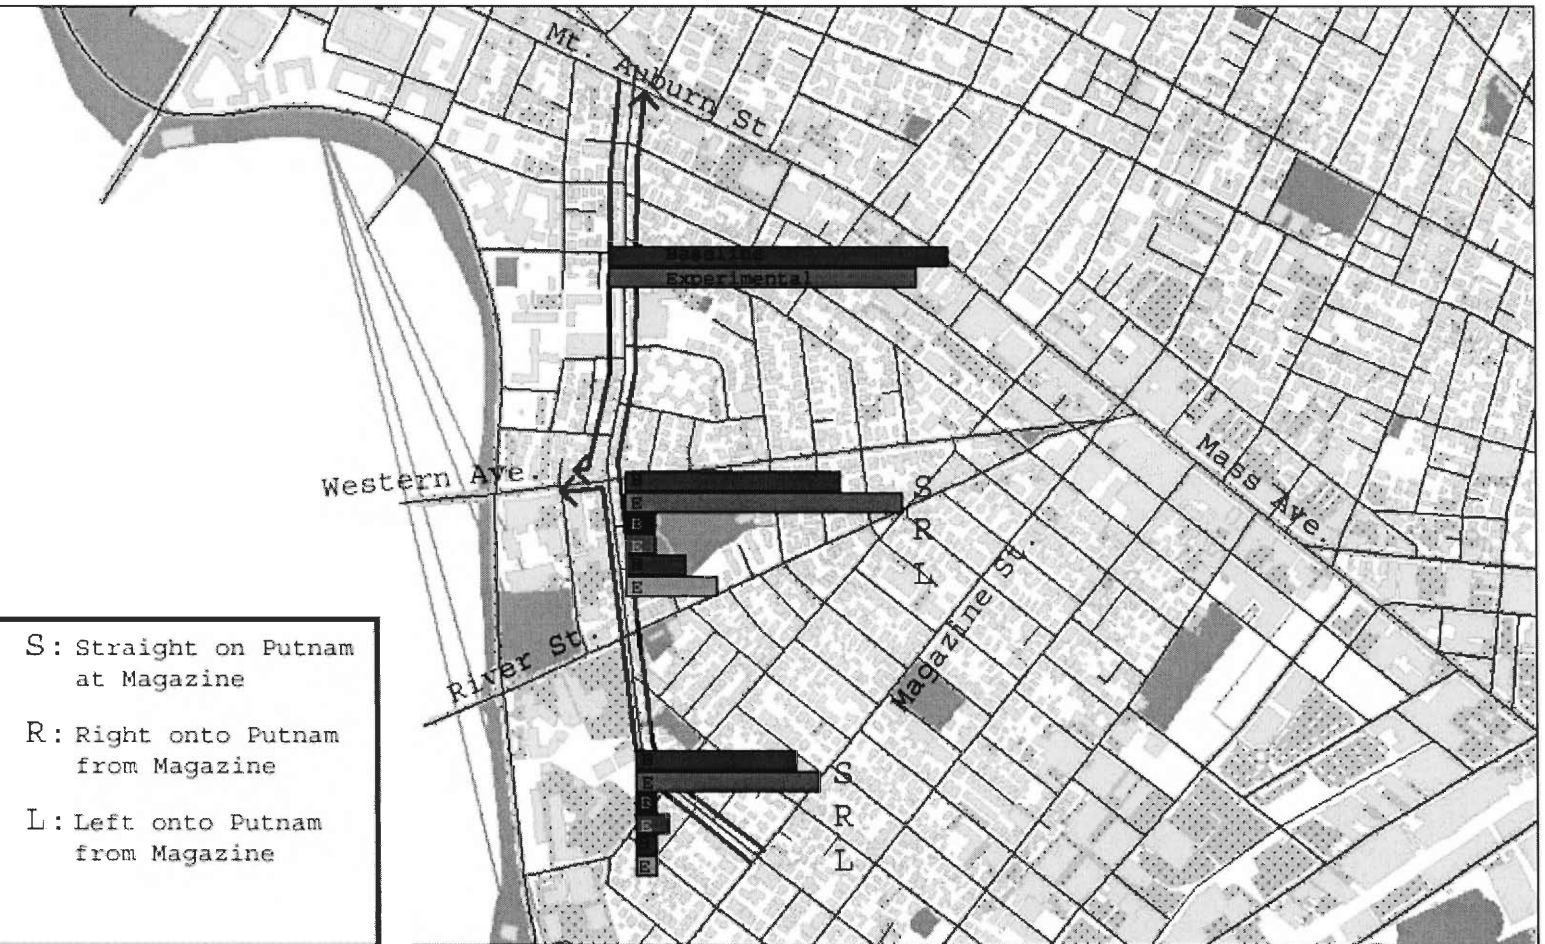 Mt. Auburn St
Baseline
Experimental
Western Ave.
Mass Ave.
B
E
B
E
B
E
S
R
L
Magazine St.
River St.
B
E
B
E
B
E
S
R
L
S: Straight on Putnam
at Magazine
R: Right onto Putnam
from Magazine
L: Left onto Putnam
from Magazine